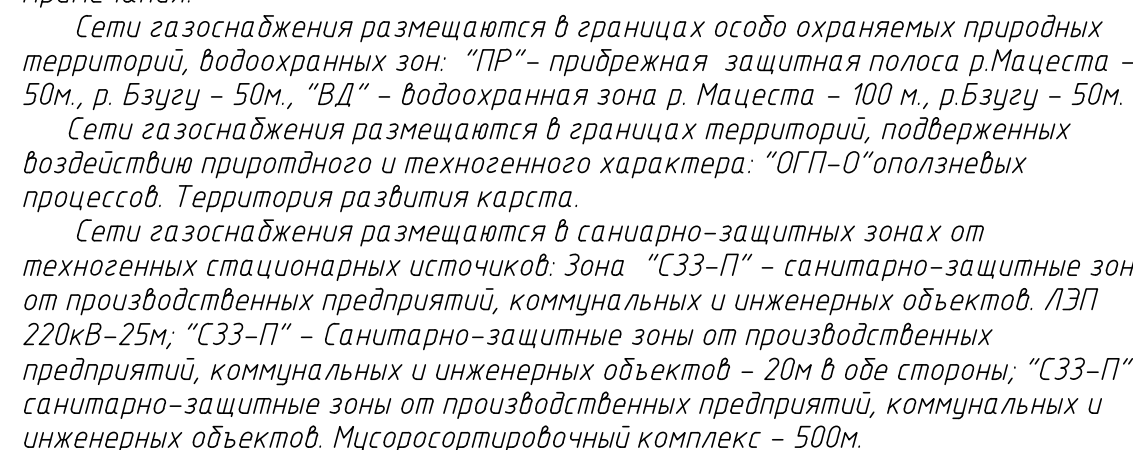 Примечания:
Сети газоснабжения размещаются в границах особо охраняемых природных
территорий, водоохранных зон: "ПР"- прибрежная защитная полоса р.Мацеста -
50м., р. Бзугу - 50м., "ВД" - водоохранная зона р. Мацеста - 100 м., р.Бзугу - 50м.
Сети газоснабжения размещаются в границах территорий, подверженных
воздействию приротдного и техногенного характера: "ОГП-О"оползневых
процессов. Территория развития карста.
Сети газоснабжения размещаются в саниарно-защитных зонах от
техногенных стационарных источиков: Зона "СЗЗ-П" - санитарно-защитные зон
от производственных предприятий, коммунальных и инженерных объектов. ЛЭП
220кВ-25м; "СЗЗ-П" - Санитарно-защитные зоны от производственных
предприятий, коммунальных и инженерных объектов - 20м в обе стороны; "СЗЗ-П"
санитарно-защитные зоны от производственных предприятий, коммунальных и
инженерных объектов. Мусоросортировочный комплекс - 500м.